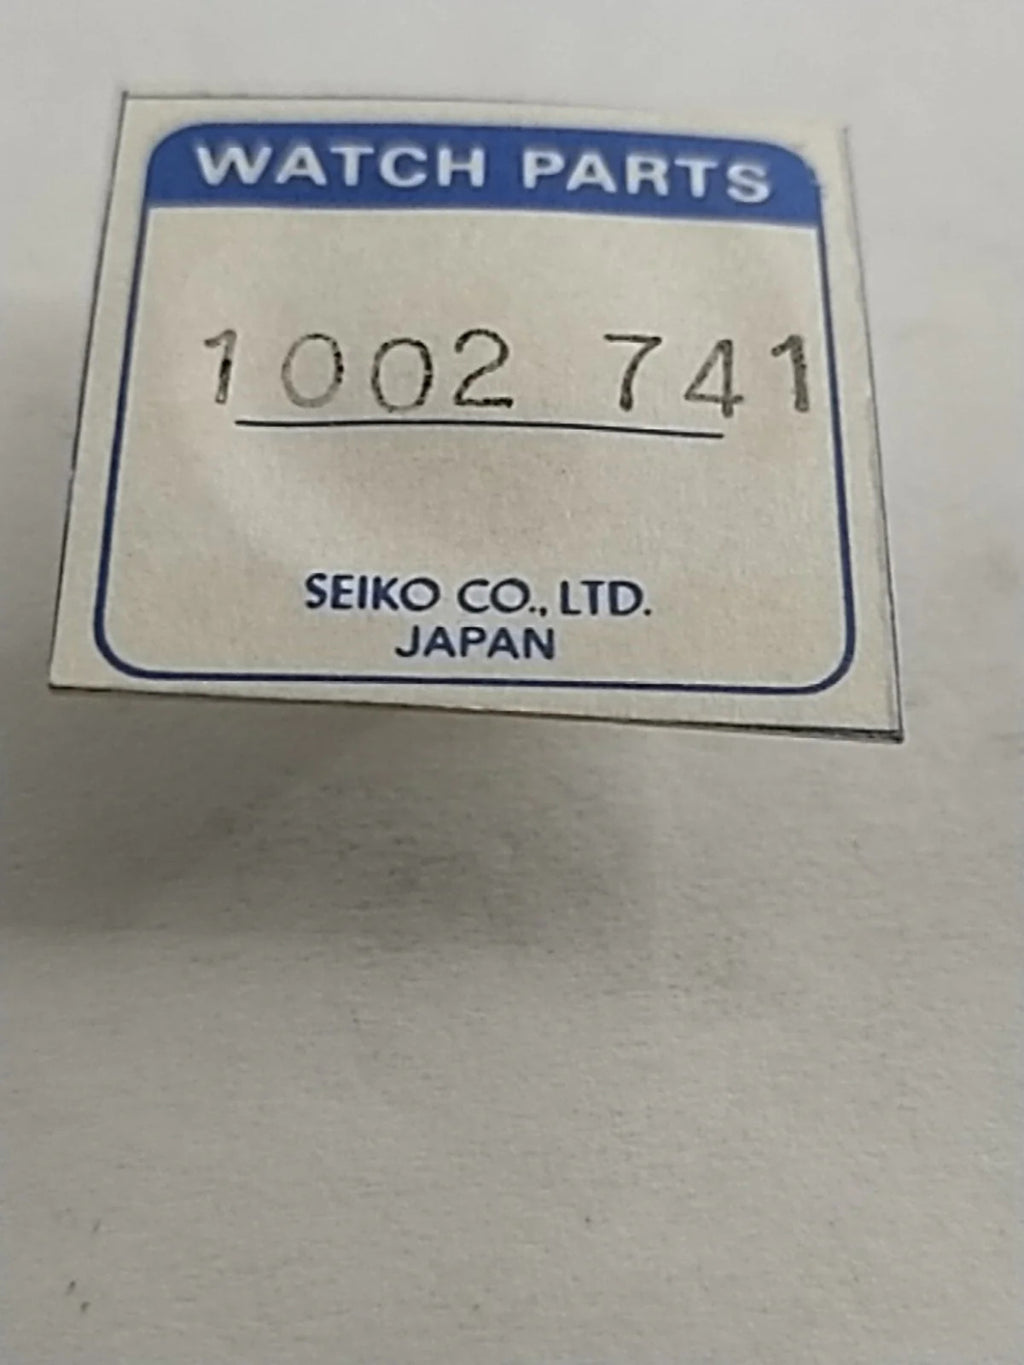 WATCH PARTS
1002 741
SEIKO CO., LTD.
JAPAN